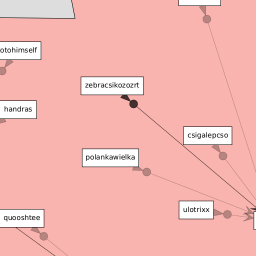 otohimself
zebracsikozozrt
handras
csigalepcso
polankawielka
ulotrixx
quooshtee